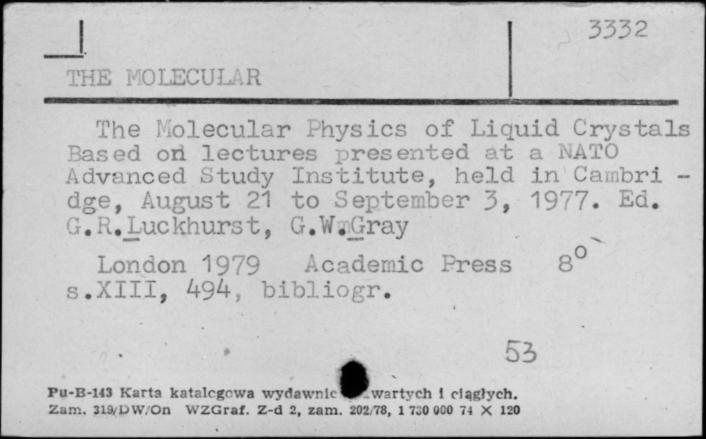 3332
THE MOLECULAR
The Molecular Physics of Liquid Crystals
Based on lectures presented at a NATO
Advanced Study Institute, held in Cambri -
dge, August 21 to September 3, 1977. Ed.
G.R.Luckhurst, G.W.Gray
London 1979 Academic Press 8°
s.XIII, 494, bibliogr.
53
Pu-B-143 Karta katalogowa wydawnic wartych i ciągłych.
Zam. 319/DW/On WZGraf. Z-d 2, zam. 202/78, 1 730 000 74 X 120